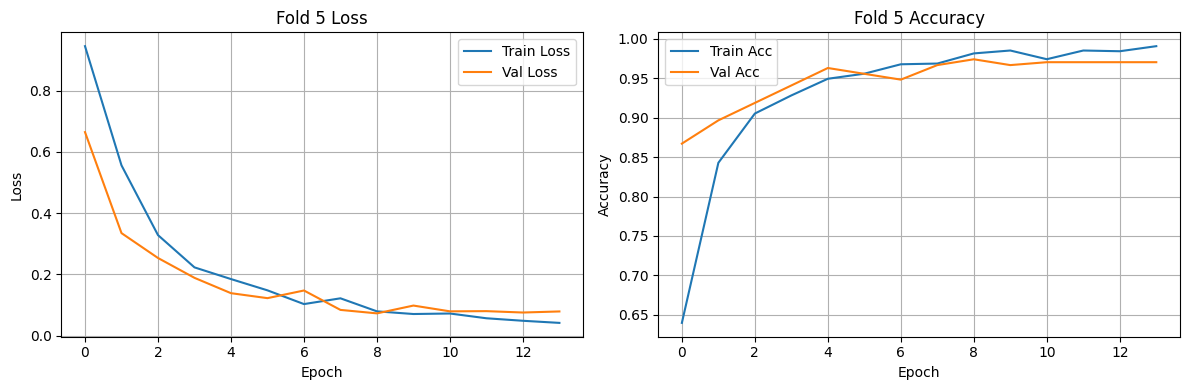 Fold 5 Loss
Train Loss
Val Loss
0.8
0.6
0.4
0.2
0.0
Loss
0 2 4 6 8 10 12
Epoch
Fold 5 Accuracy
Train Acc
Val Acc
1.00
0.95
0.90
0.85
0.80
0.75
0.70
0.65
Accuracy
0 2 4 6 8 10 12
Epoch